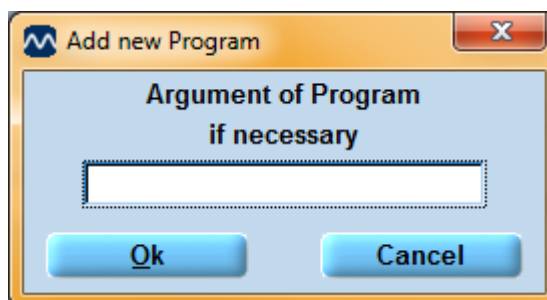 Add new Program
Argument of Program
if necessary
Ok
Cancel